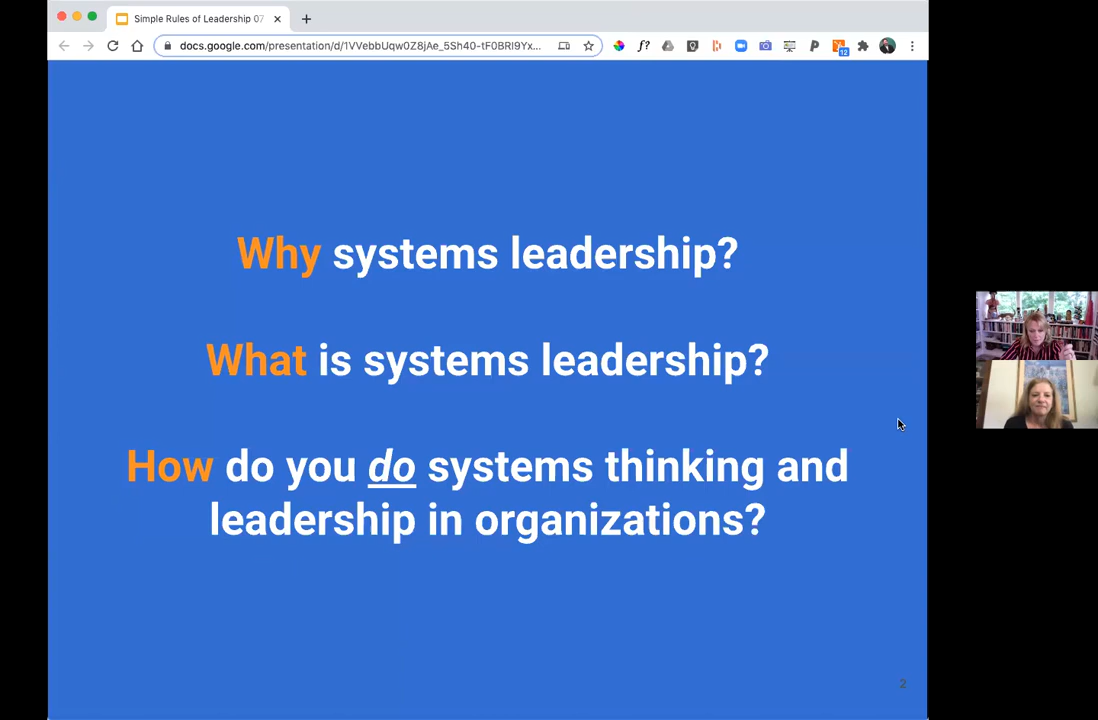 Simple Rules of Leadership 07
docs.google.com/presentation/d/1VVebbUqw0Z8jAe_5Sh40-tF0BRI9Yx...
f?
12
Why systems leadership?
What is systems leadership?
How do you do systems thinking and
leadership in organizations?
2